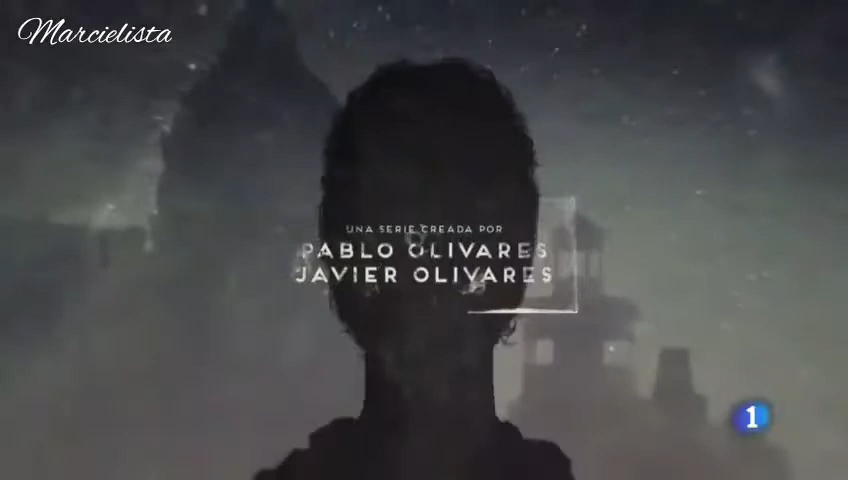 Marcielista
UNA SERIE CREADA POR
PABLO OLIVARES
JAVIER OLIVARES
1